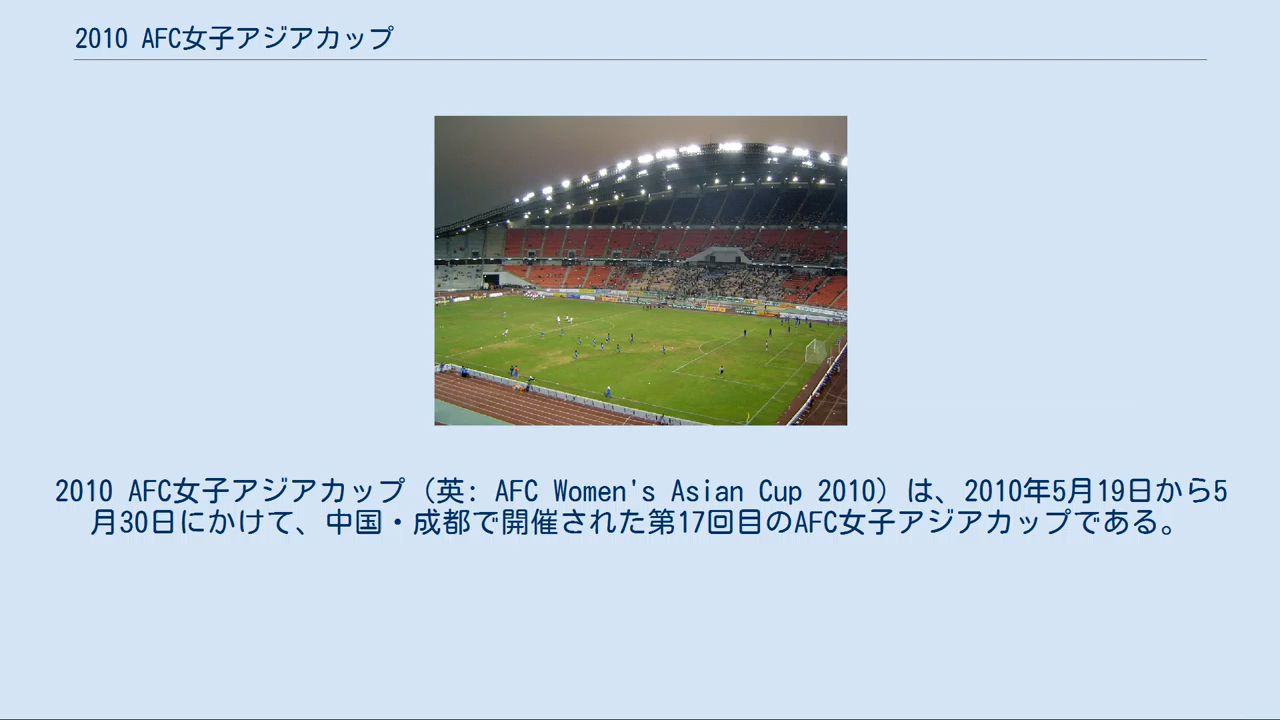 2010 AFC女子アジアカップ
2010 AFC女子アジアカップ（英: AFC Women's Asian Cup 2010）は、2010年5月19日から5
月30日にかけて、中国・成都で開催された第17回目のAFC女子アジアカップである。